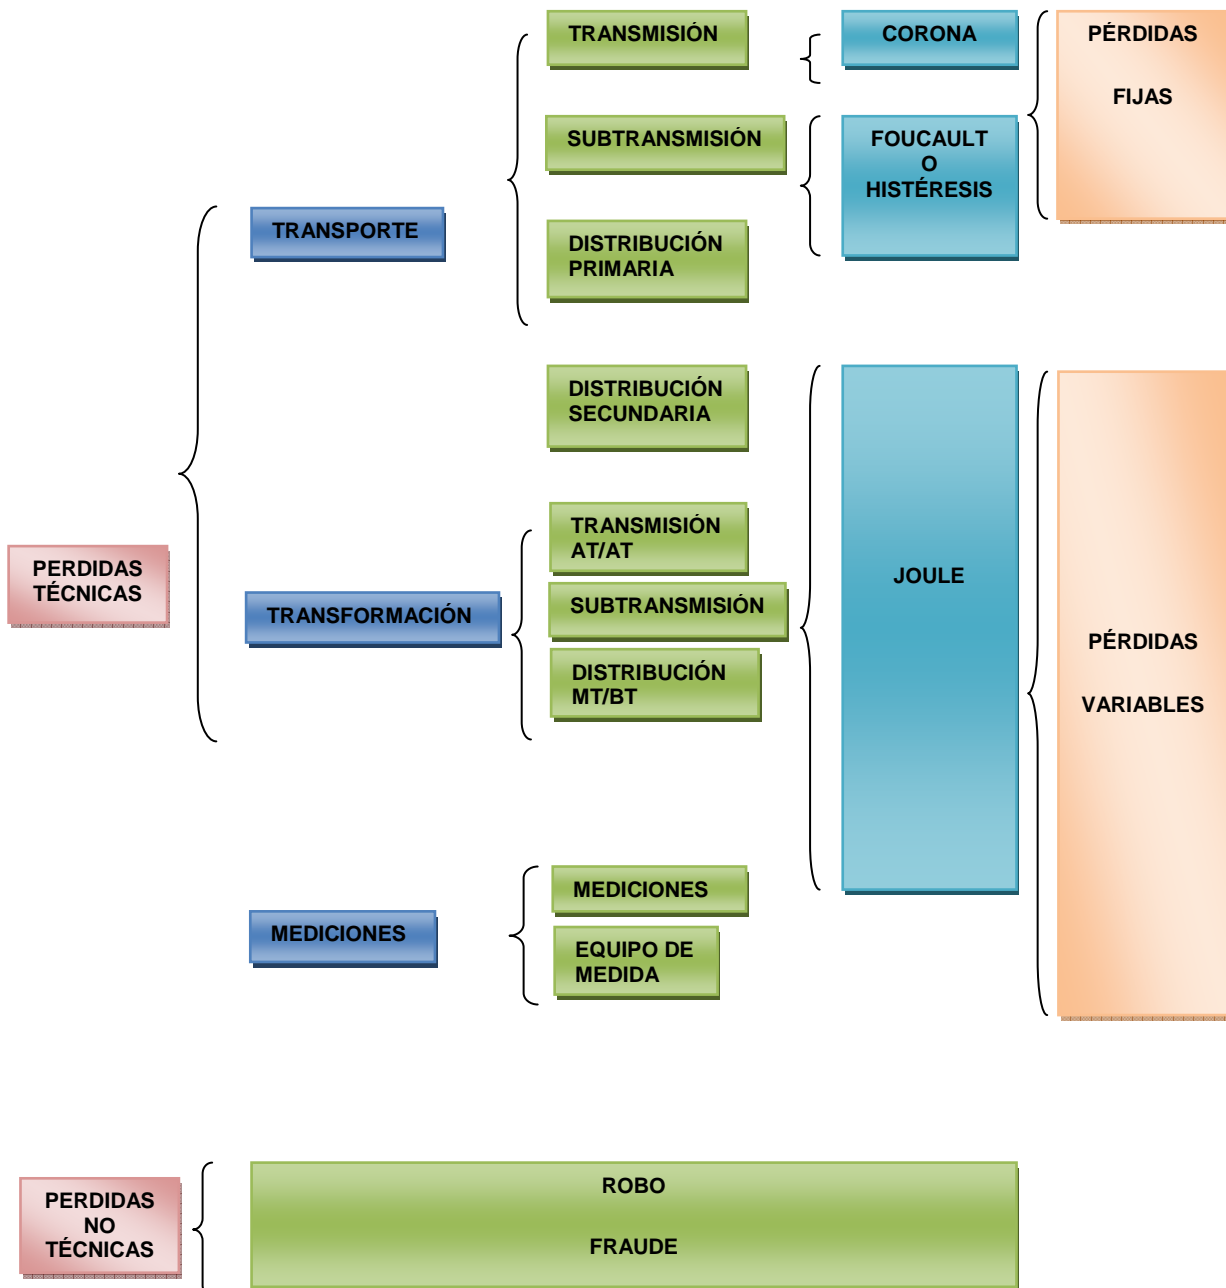 TRANSMISIÓN
CORONA
PÉRDIDAS
FIJAS
SUBTRANSMISIÓN
FOUCAULT
O
HISTÉRESIS
TRANSPORTE
DISTRIBUCIÓN
PRIMARIA
DISTRIBUCIÓN
SECUNDARIA
TRANSMISIÓN
AT/AT
PERDIDAS
TÉCNICAS
TRANSFORMACIÓN
SUBTRANSMISIÓN
JOULE
DISTRIBUCIÓN
MT/BT
PÉRDIDAS
VARIABLES
MEDICIONES
MEDICIONES
EQUIPO DE
MEDIDA
PERDIDAS
NO
TÉCNICAS
ROBO
FRAUDE